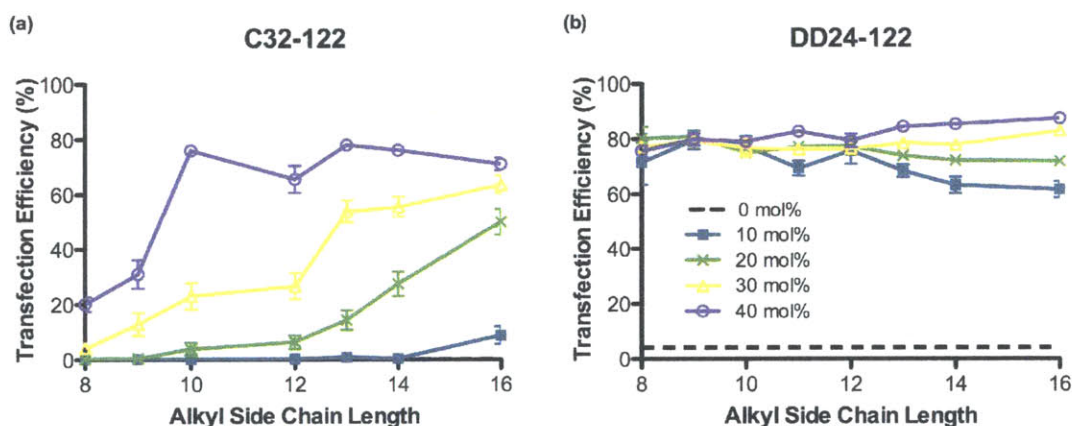 (a)
C32-122
Transfection Efficiency (%)
100
80
60
40
20
0
8
10
12
14
16
Alkyl Side Chain Length
(b)
DD24-122
Transfection Efficiency (%)
100
80
60
40
20
0
0 mol%
10 mol%
20 mol%
30 mol%
40 mol%
8
10
12
14
16
Alkyl Side Chain Length